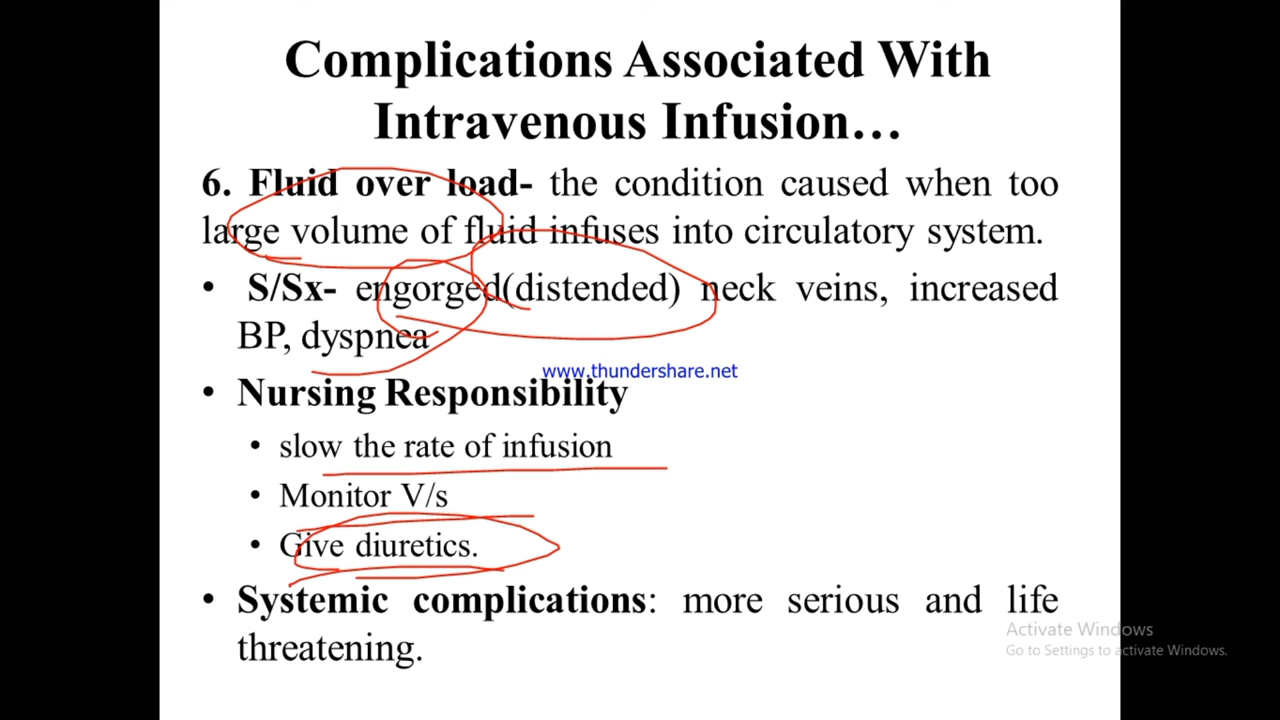 Complications Associated With
Intravenous Infusion…
6. Fluid over load- the condition caused when too
large volume of fluid infuses into circulatory system.
• S/Sx- engorged(distended) neck veins, increased
BP, dyspnea
www.thundershare.net
• Nursing Responsibility
• slow the rate of infusion
• Monitor V/s
• Give diuretics.
• Systemic complications: more serious and life
threatening.
Activate Windows
Go to Settings to activate Windows.